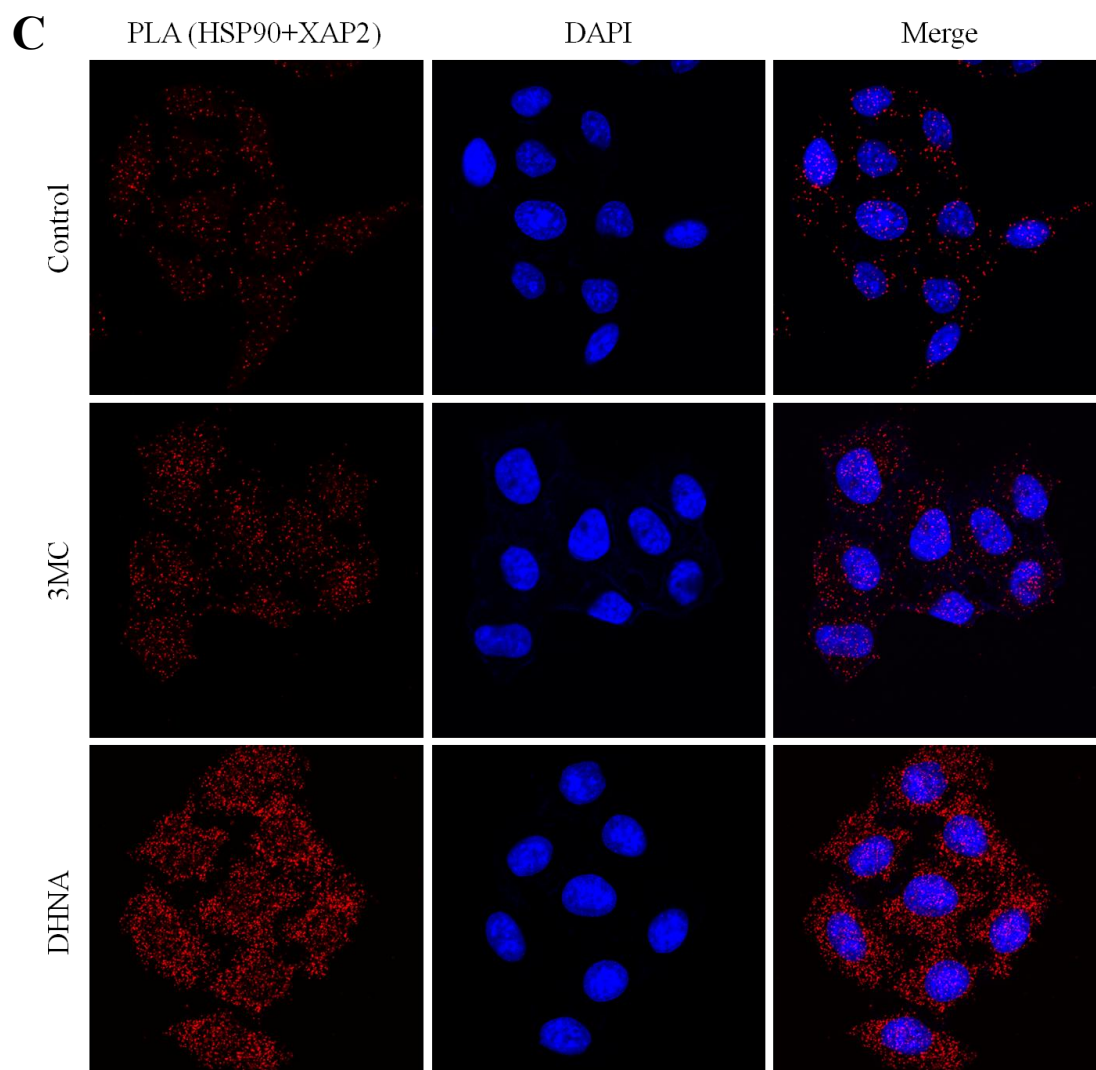 C
PLA (HSP90+XAP2)
DAPI
Merge
Control
3MC
DHNA